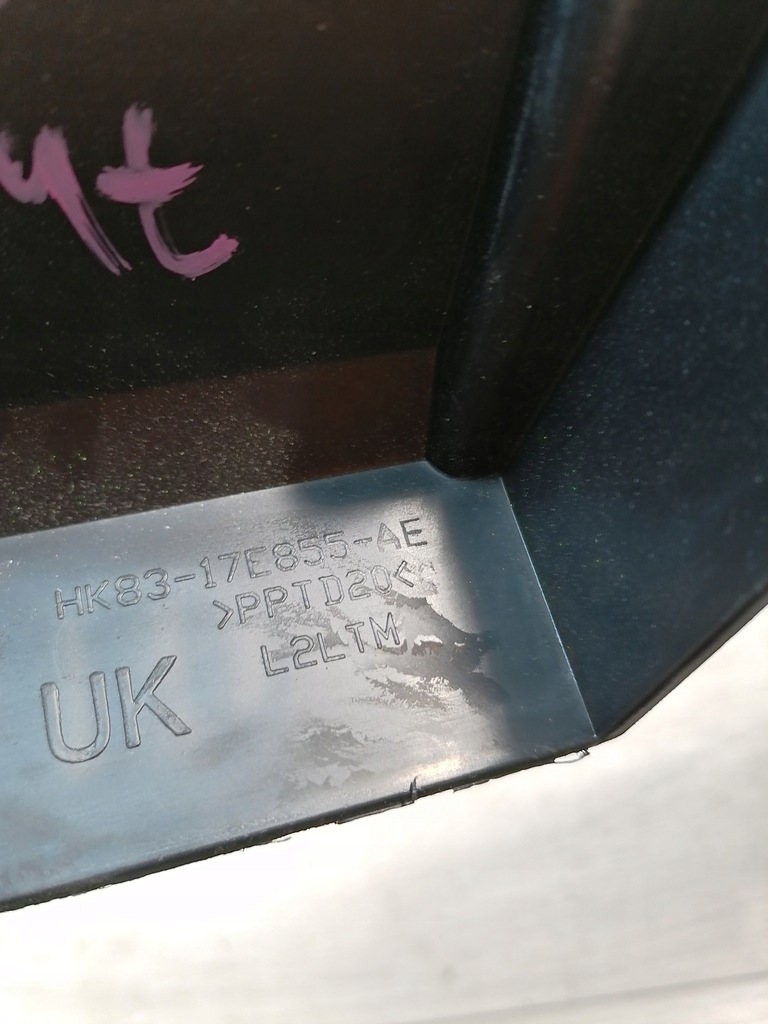 HK83-17E855-AE
>PPTD20<
L2LTM
UK